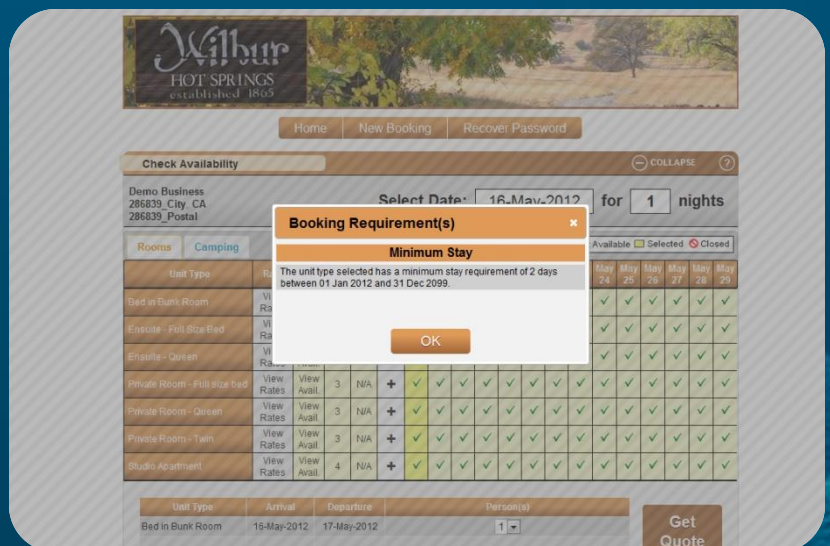 Wilbur
HOT SPRINGS
established 1865
Home New Booking Recover Password
Check Availability COLLAPSE ?
Demo Business
286839_City, CA
286839_Postal
Select Date: 16-May-2012 for 1 nights
Booking Requirement(s) ×
Rooms Camping Available Selected Closed
Minimum Stay
The unit type selected has a minimum stay requirement of 2 days
between 01 Jan 2012 and 31 Dec 2099.
OK
Unit Type May 24 May 25 May 26 May 27 May 28 May 29
Bed in Bunk Room
Ensuite - Full Size Bed
Ensuite - Queen
Private Room - Full size bed View Rates View Avail. 3 N/A +
Private Room - Queen View Rates View Avail. 3 N/A +
Private Room - Twin View Rates View Avail. 3 N/A +
Studio Apartment View Rates View Avail. 4 N/A +
Unit Type Arrival Departure Person(s)
Bed in Bunk Room 16-May-2012 17-May-2012 1
Get
Quote